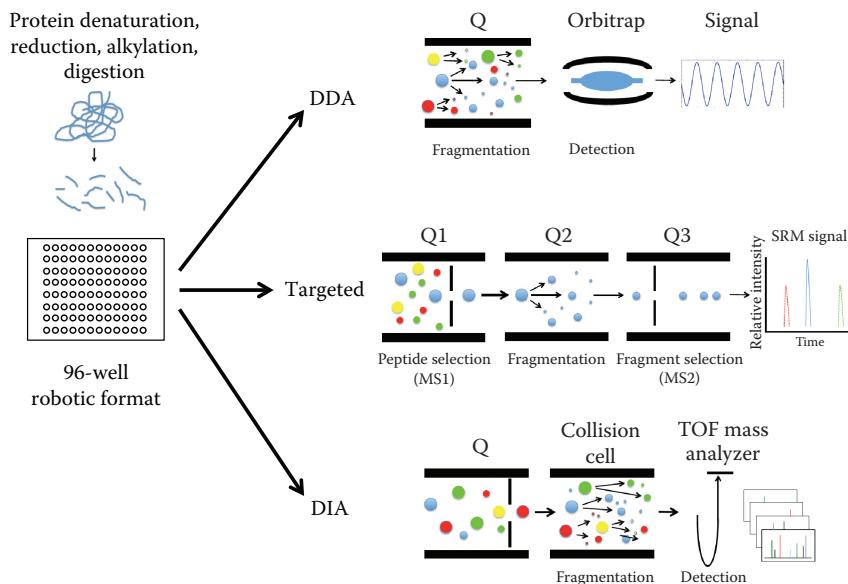 Protein denaturation,
reduction, alkylation,
digestion
96-well
robotic format
DDA
Q
Orbitrap
Signal
Fragmentation
Detection
Targeted
Q1
Q2
Q3
SRM signal
Relative intensity
Time
Peptide selection
(MS1)
Fragmentation
Fragment selection
(MS2)
DIA
Q
Collision
cell
TOF mass
analyzer
Fragmentation
Detection